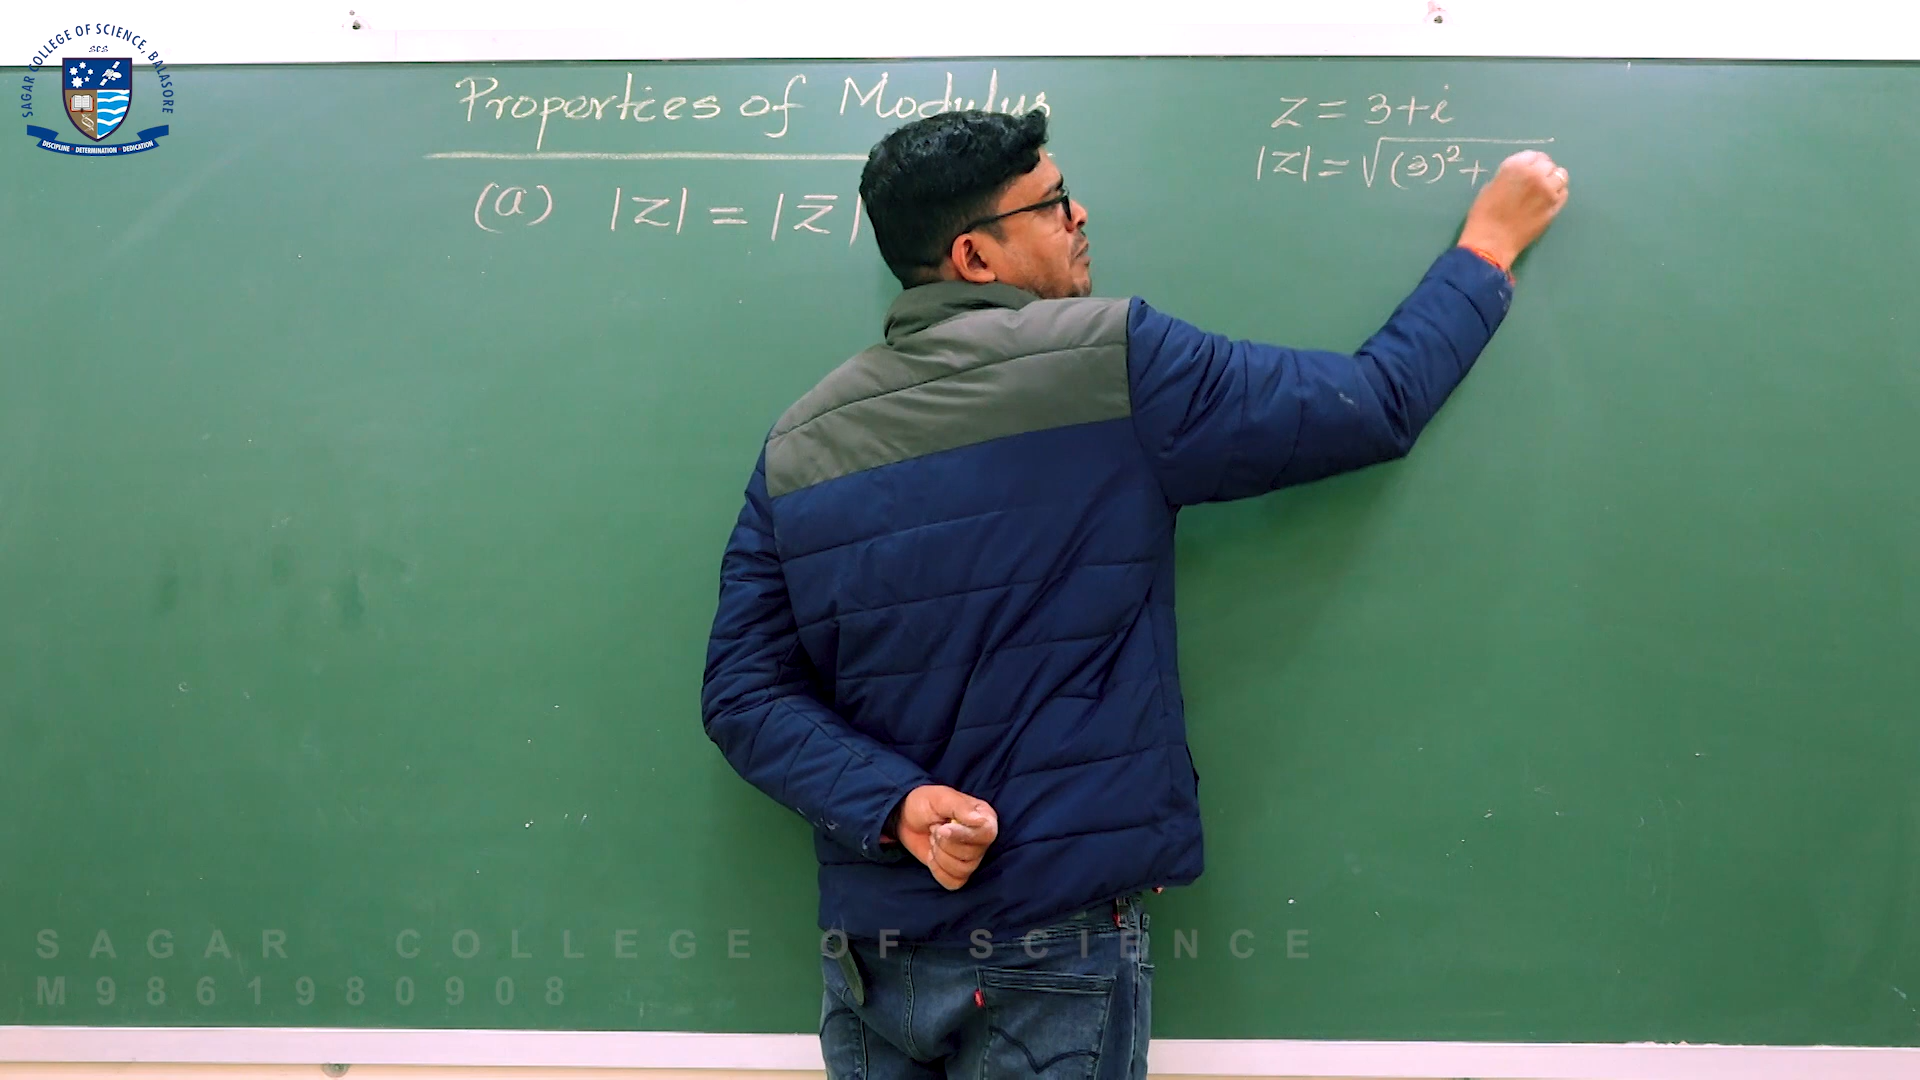 SAGAR COLLEGE OF SCIENCE, BALASORE
SCS
DISCIPLINE DETERMINATION DEDICATION
Properties of Modulus
(a) |z| = |z̅|
z = 3+i
|z| = √(3)²+
SAGAR COLLEGE OF SCIENCE
M9861980908